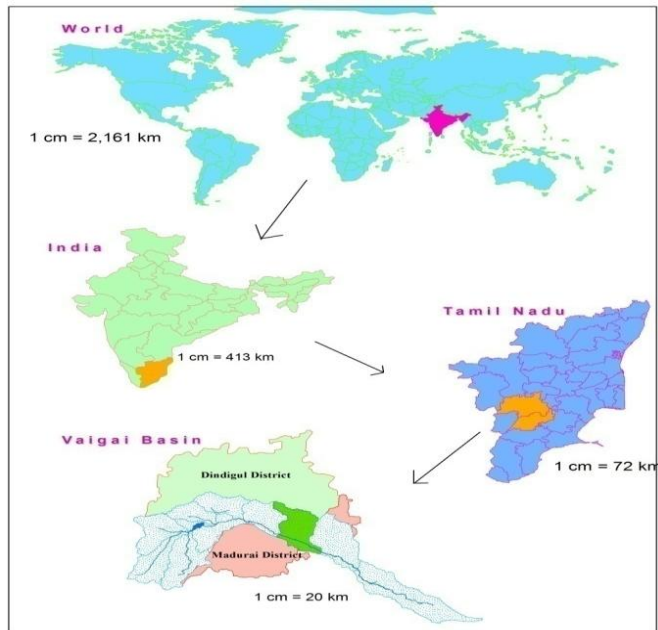 World
1 cm = 2,161 km
India
1 cm = 413 km
Tamil Nadu
1 cm = 72 km
Vaigai Basin
Dindigul District
Madurai District
1 cm = 20 km